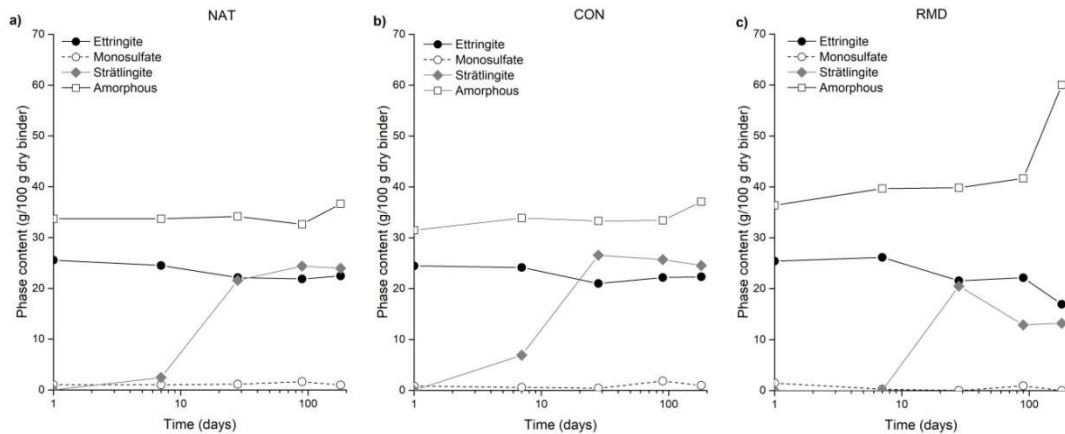 a) NAT
Phase content (g/100 g dry binder)
70
60
50
40
30
20
10
0
Ettringite
Monosulfate
Strätlingite
Amorphous
1 10 100
Time (days)
b) CON
Phase content (g/100 g dry binder)
70
60
50
40
30
20
10
0
Ettringite
Monosulfate
Strätlingite
Amorphous
1 10 100
Time (days)
c) RMD
Phase content (g/100 g dry binder)
70
60
50
40
30
20
10
0
Ettringite
Monosulfate
Strätlingite
Amorphous
1 10 100
Time (days)